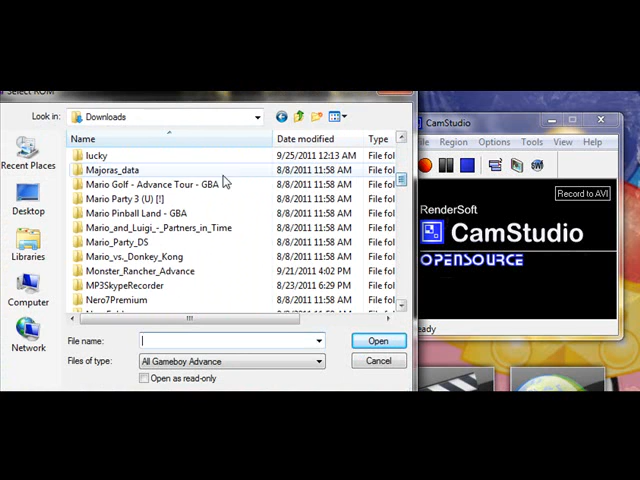 Select ROM
Look in: Downloads
Name Date modified Type
lucky 9/25/2011 12:13 AM File fol
Majoras_data 8/8/2011 11:58 AM File fol
Mario Golf - Advance Tour - GBA 8/8/2011 11:58 AM File fol
Mario Party 3 (U) [!] 8/8/2011 11:58 AM File fol
Mario Pinball Land - GBA 8/8/2011 11:58 AM File fol
Mario_and_Luigi_-_Partners_in_Time 8/8/2011 11:58 AM File fol
Mario_Party_DS 8/8/2011 11:58 AM File fol
Mario_vs._Donkey_Kong 8/8/2011 11:58 AM File fol
Monster_Rancher_Advance 9/21/2011 4:02 PM File fol
MP3SkypeRecorder 8/23/2011 6:29 PM File fol
Nero7Premium 8/8/2011 11:58 AM File fol
Recent Places
Desktop
Libraries
Computer
Network
File name:
Open
Files of type: All Gameboy Advance
Cancel
Open as read-only
CamStudio
File Region Options Tools View Help
SWF
Record to AVI
RenderSoft
CamStudio
OPENSOURCE
eady